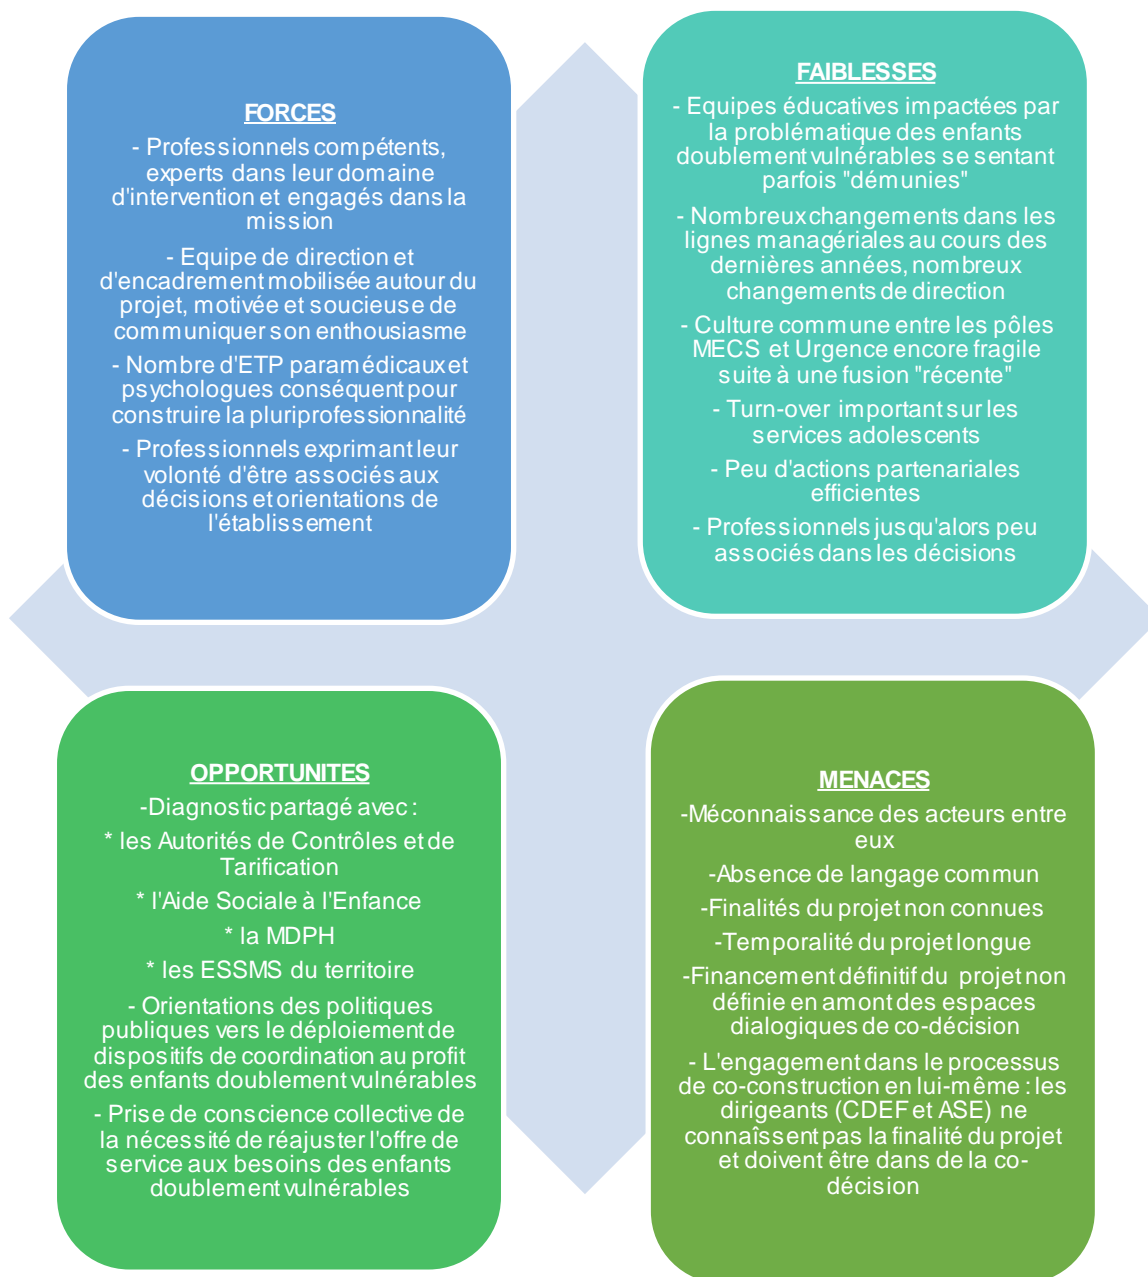 FORCES
- Professionnels compétents,
experts dans leur domaine
d'intervention et engagés dans la
mission
- Equipe de direction et
d'encadrement mobilisée autour du
projet, motivée et soucieuse de
communiquer son enthousiasme
- Nombre d'ETP paramédicaux et
psychologues conséquent pour
construire la pluriprofessionnalité
- Professionnels exprimant leur
volonté d'être associés aux
décisions et orientations de
l'établissement
FAIBLESSES
- Equipes éducatives impactées par
la problématique des enfants
doublement vulnérables se sentant
parfois "démunies"
- Nombreux changements dans les
lignes managériales au cours des
dernières années, nombreux
changements de direction
- Culture commune entre les pôles
MECS et Urgence encore fragile
suite à une fusion "récente"
- Turn-over important sur les
services adolescents
- Peu d'actions partenariales
efficientes
- Professionnels jusqu'alors peu
associés dans les décisions
OPPORTUNITES
-Diagnostic partagé avec :
* les Autorités de Contrôles et de
Tarification
* l'Aide Sociale à l'Enfance
* la MDPH
* les ESSMS du territoire
- Orientations des politiques
publiques vers le déploiement de
dispositifs de coordination au profit
des enfants doublement vulnérables
- Prise de conscience collective de
la nécessité de réajuster l'offre de
service aux besoins des enfants
doublement vulnérables
MENACES
-Méconnaissance des acteurs entre
eux
-Absence de langage commun
-Finalités du projet non connues
-Temporalité du projet longue
-Financement définitif du projet non
définie en amont des espaces
dialogiques de co-décision
- L'engagement dans le processus
de co-construction en lui-même : les
dirigeants (CDEF et ASE) ne
connaîssent pas la finalité du projet
et doivent être dans de la co-
décision